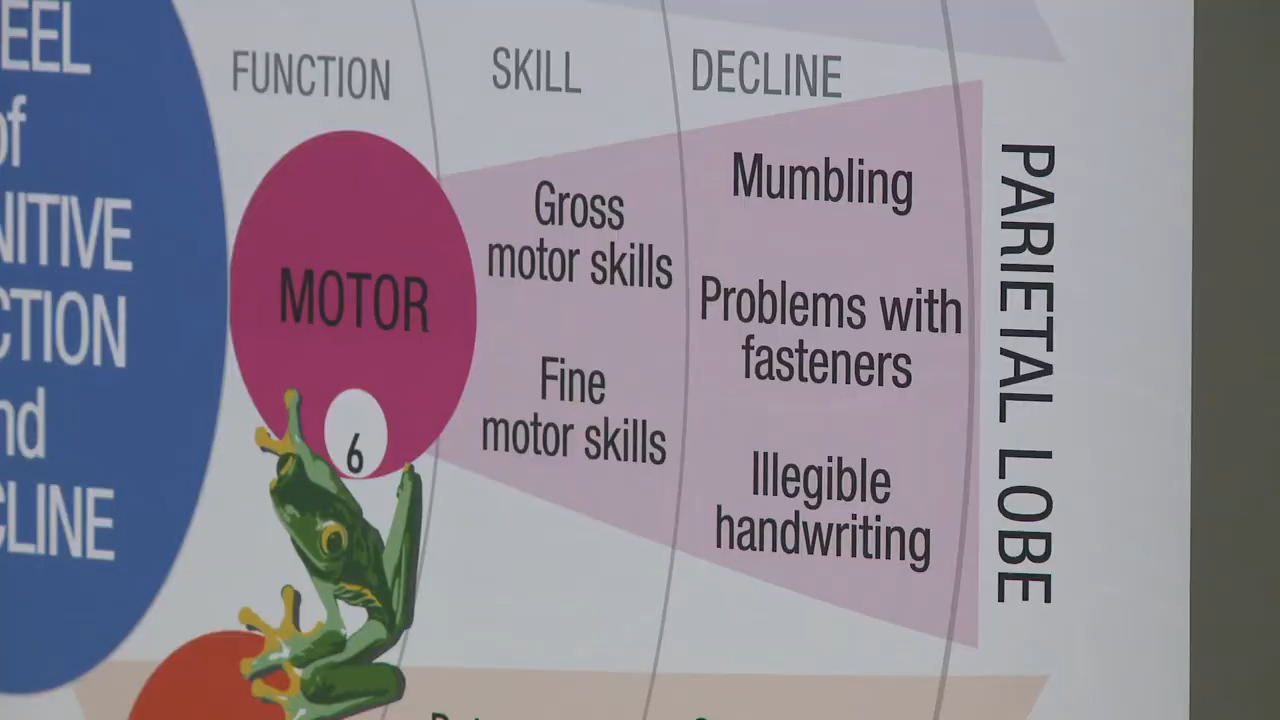 EEL
of
NITIVE
CTION
nd
CLINE
FUNCTION
SKILL
DECLINE
MOTOR
6
Gross
motor skills
Fine
motor skills
Mumbling
Problems with
fasteners
Illegible
handwriting
PARIETAL LOBE